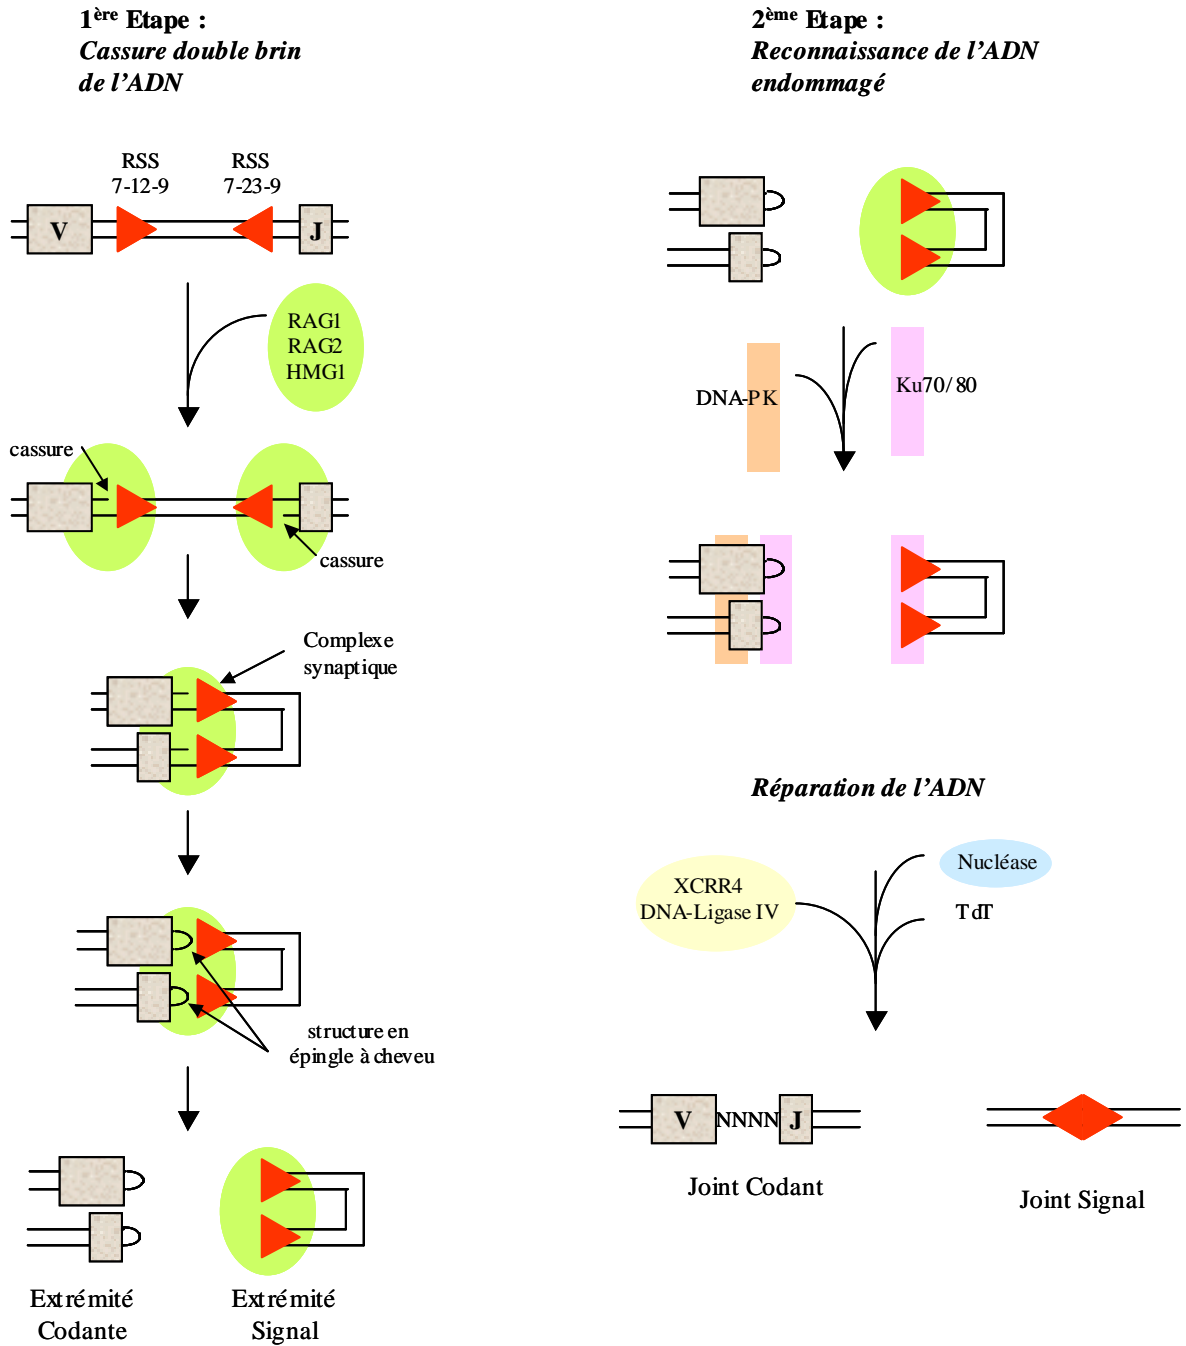 1ère Etape :
Cassure double brin
de l'ADN
RSS
7-12-9
RSS
7-23-9
V
J
RAG1
RAG2
HMG1
cassure
cassure
Complexe
synaptique
structure en
épingle à cheveu
Extrémité
Codante
Extrémité
Signal
2ème Etape :
Reconnaissance de l'ADN
endommagé
DNA-PK
Ku70/80
Réparation de l'ADN
XCRR4
DNA-Ligase IV
Nucléase
TdT
V NNNN J
Joint Codant
Joint Signal